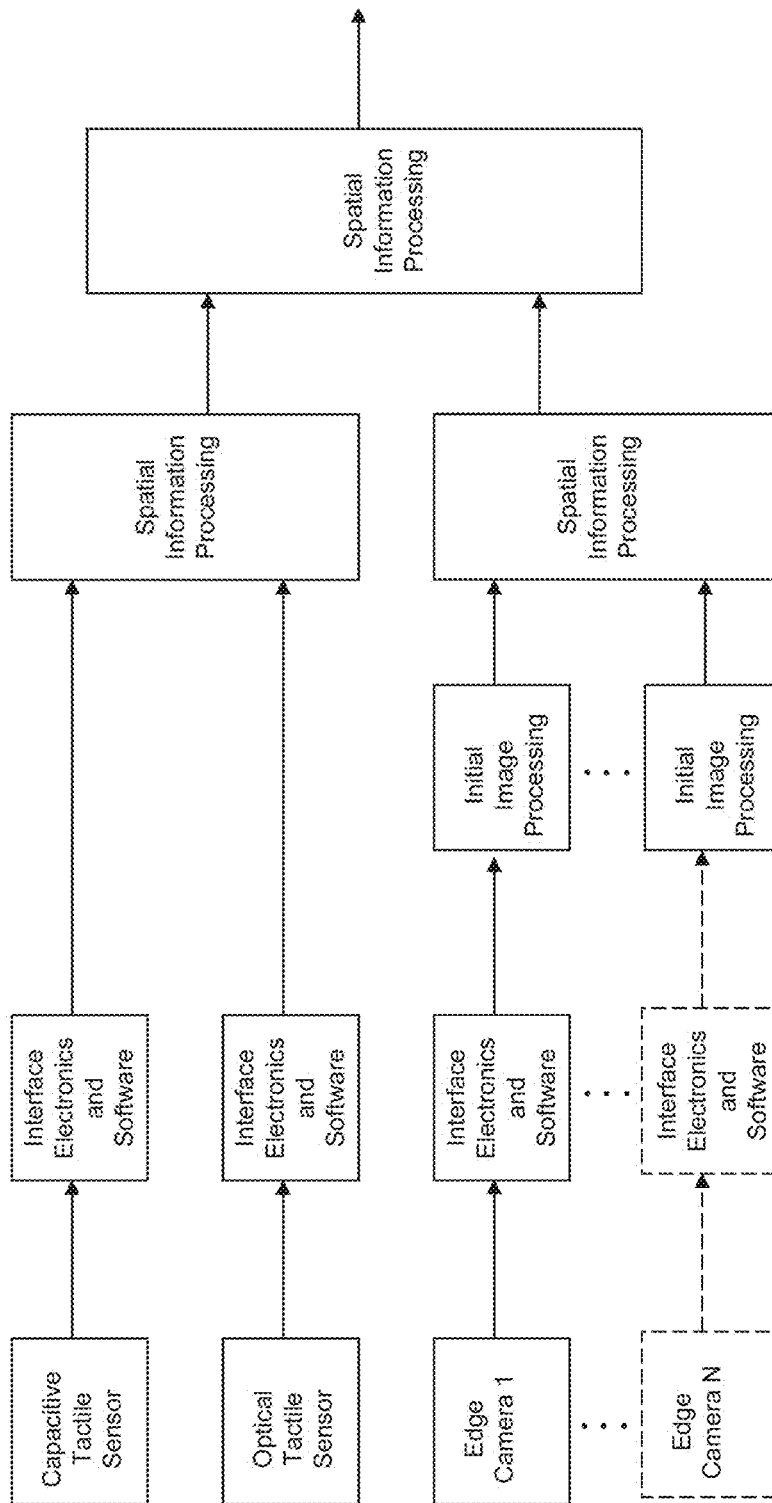 Capacitive
Tactile
Sensor
Interface
Electronics
and
Software
Optical
Tactile
Sensor
Interface
Electronics
and
Software
Spatial
Information
Processing
Edge
Camera 1
Interface
Electronics
and
Software
Initial
Image
Processing
Edge
Camera N
Interface
Electronics
and
Software
Initial
Image
Processing
Spatial
Information
Processing
Spatial
Information
Processing